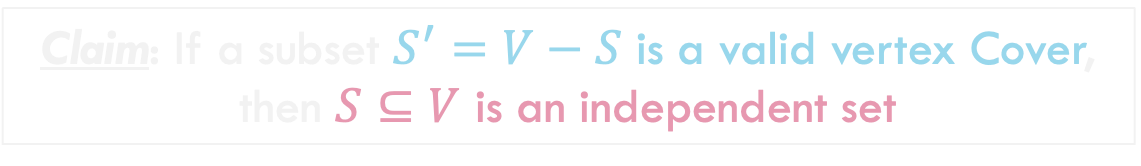 Claim: If a subset S′ = V − S is a valid vertex Cover,
then S ⊆ V is an independent set